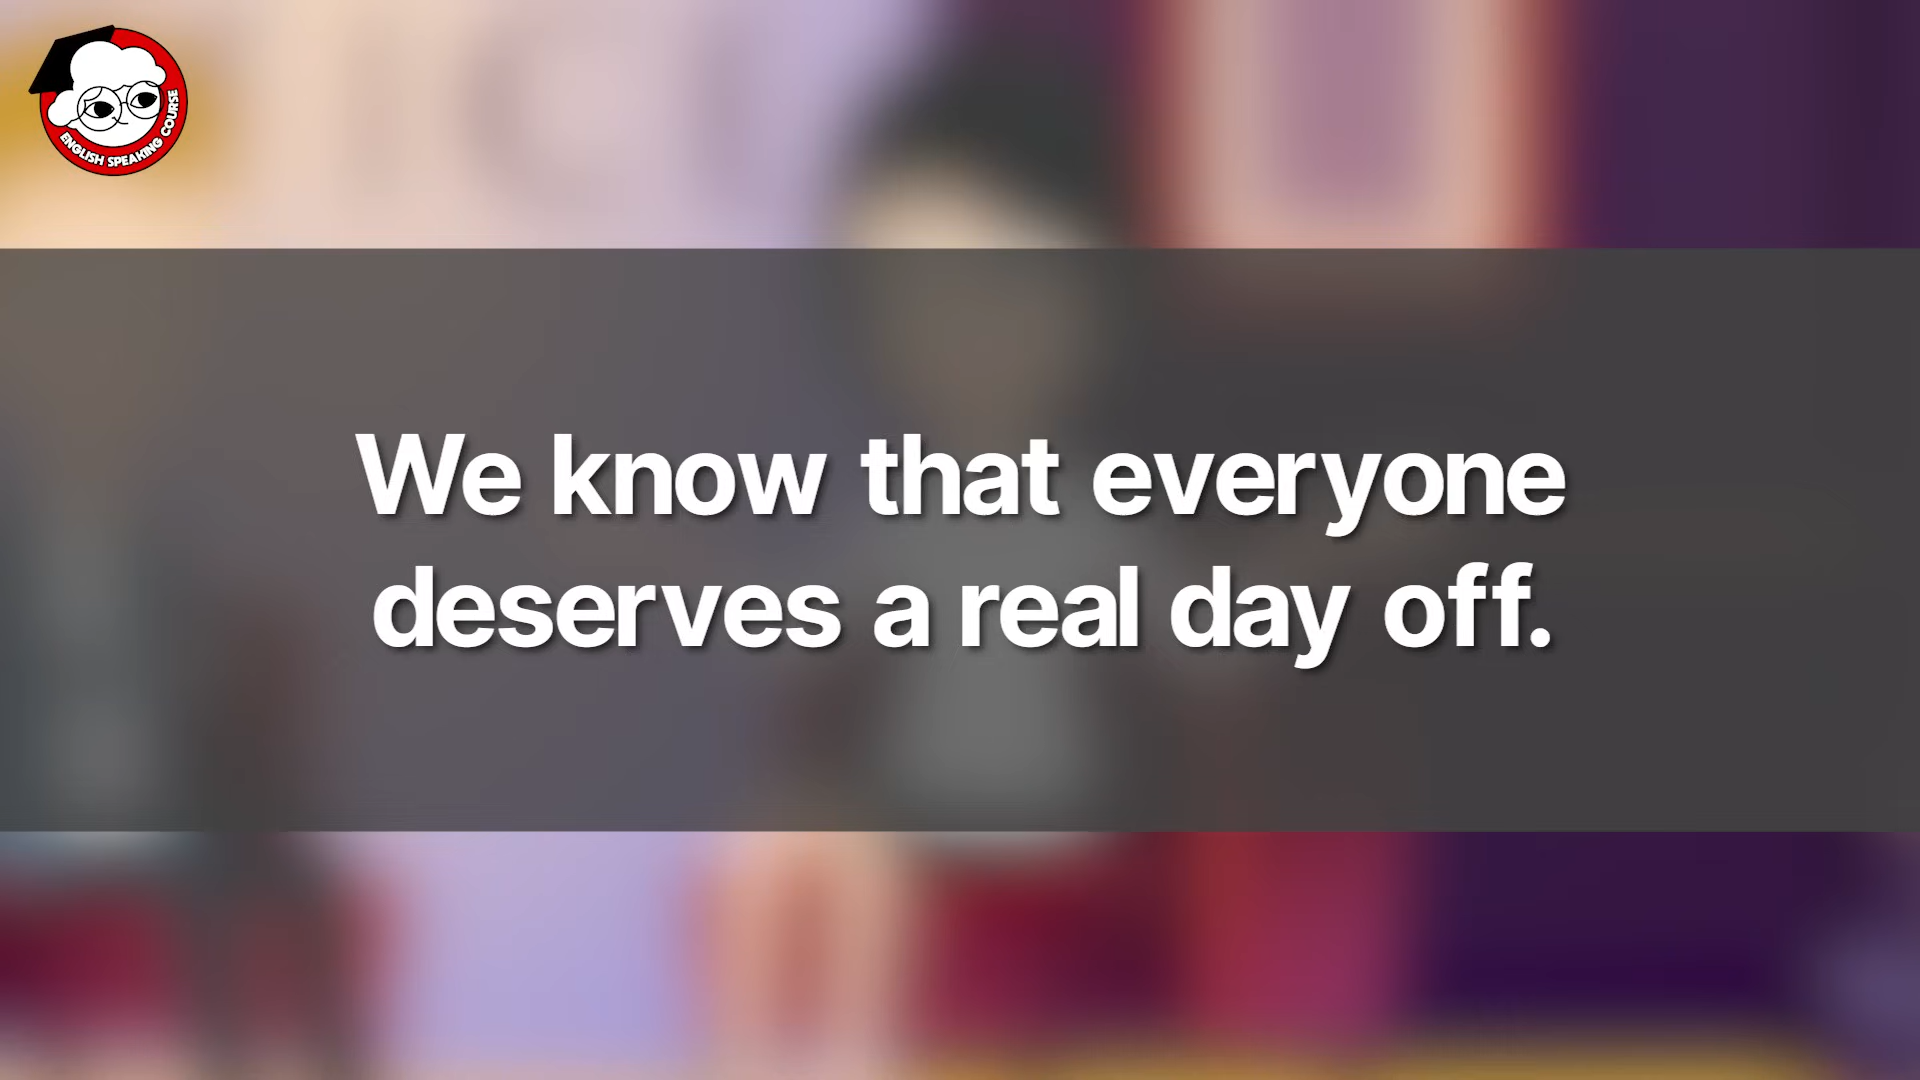 ENGLISH SPEAKING COURSE
We know that everyone
deserves a real day off.